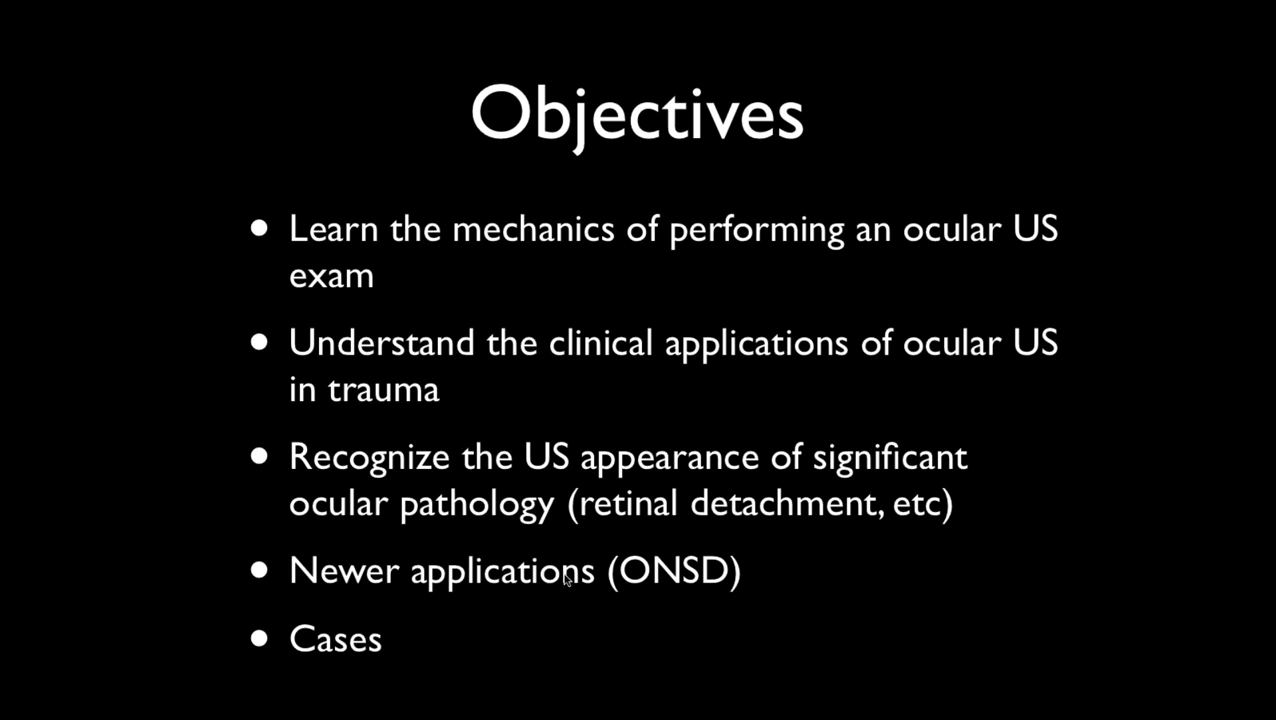 Objectives
• Learn the mechanics of performing an ocular US
exam
• Understand the clinical applications of ocular US
in trauma
• Recognize the US appearance of significant
ocular pathology (retinal detachment, etc)
• Newer applications (ONSD)
• Cases